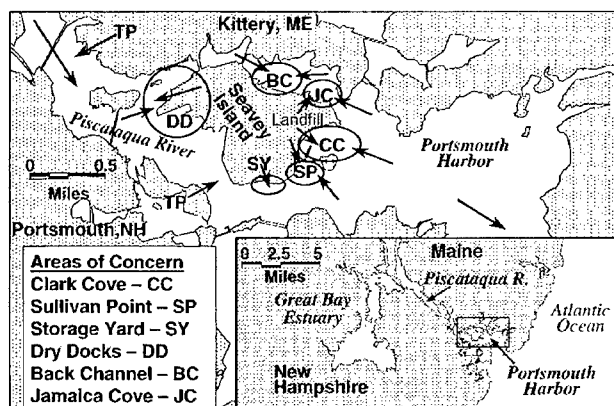 Kittery, ME
TP
BC
JC
Seavey
Island
DD
Landfill
Piscataqua River
CC
Portsmouth
Harbor
0 0.5
Miles
SY
SP
TP
Portsmouth, NH
Areas of Concern
Clark Cove – CC
Sullivan Point – SP
Storage Yard – SY
Dry Docks – DD
Back Channel – BC
Jamaica Cove – JC
0 2.5 5
Miles
Maine
Piscataqua R.
Great Bay
Estuary
Atlantic
Ocean
New
Hampshire
Portsmouth
Harbor